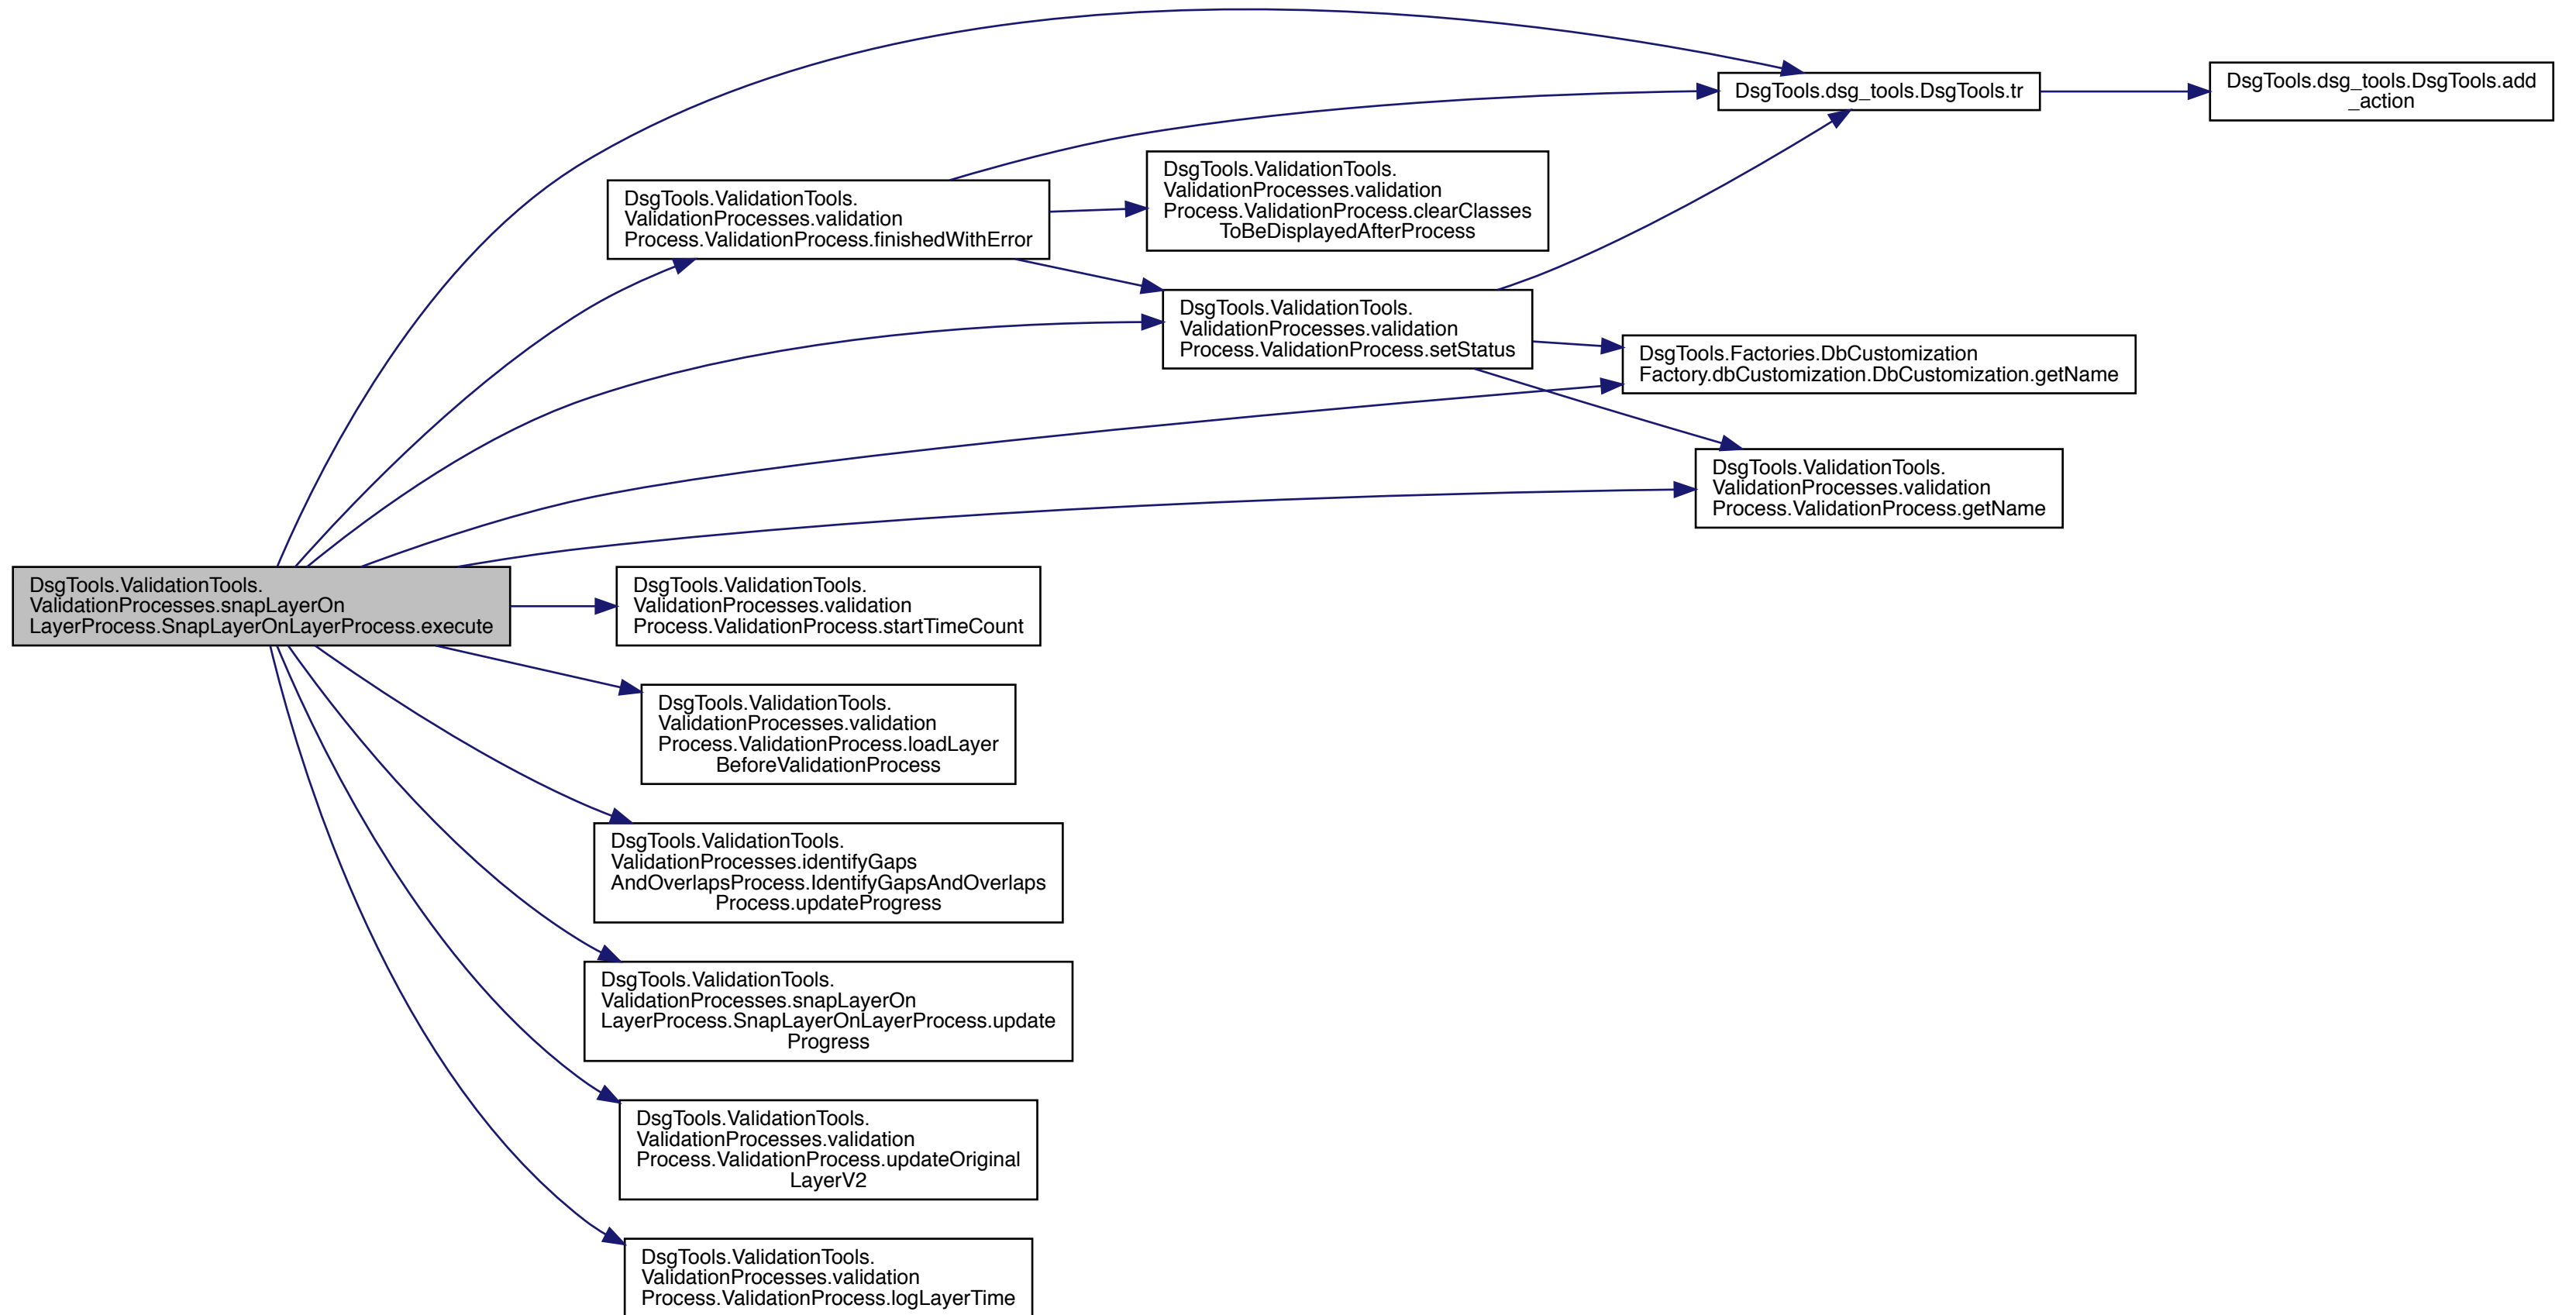 DsgTools.dsg_tools.DsgTools.tr
DsgTools.dsg_tools.DsgTools.add
_action
DsgTools.ValidationTools.
ValidationProcesses.validation
Process.ValidationProcess.finishedWithError
DsgTools.ValidationTools.
ValidationProcesses.validation
Process.ValidationProcess.clearClasses
ToBeDisplayedAfterProcess
DsgTools.ValidationTools.
ValidationProcesses.validation
Process.ValidationProcess.setStatus
DsgTools.Factories.DbCustomization
Factory.dbCustomization.DbCustomization.getName
DsgTools.ValidationTools.
ValidationProcesses.validation
Process.ValidationProcess.getName
DsgTools.ValidationTools.
ValidationProcesses.snapLayerOn
LayerProcess.SnapLayerOnLayerProcess.execute
DsgTools.ValidationTools.
ValidationProcesses.validation
Process.ValidationProcess.startTimeCount
DsgTools.ValidationTools.
ValidationProcesses.validation
Process.ValidationProcess.loadLayer
BeforeValidationProcess
DsgTools.ValidationTools.
ValidationProcesses.identifyGaps
AndOverlapsProcess.IdentifyGapsAndOverlaps
Process.updateProgress
DsgTools.ValidationTools.
ValidationProcesses.snapLayerOn
LayerProcess.SnapLayerOnLayerProcess.update
Progress
DsgTools.ValidationTools.
ValidationProcesses.validation
Process.ValidationProcess.updateOriginal
LayerV2
DsgTools.ValidationTools.
ValidationProcesses.validation
Process.ValidationProcess.logLayerTime